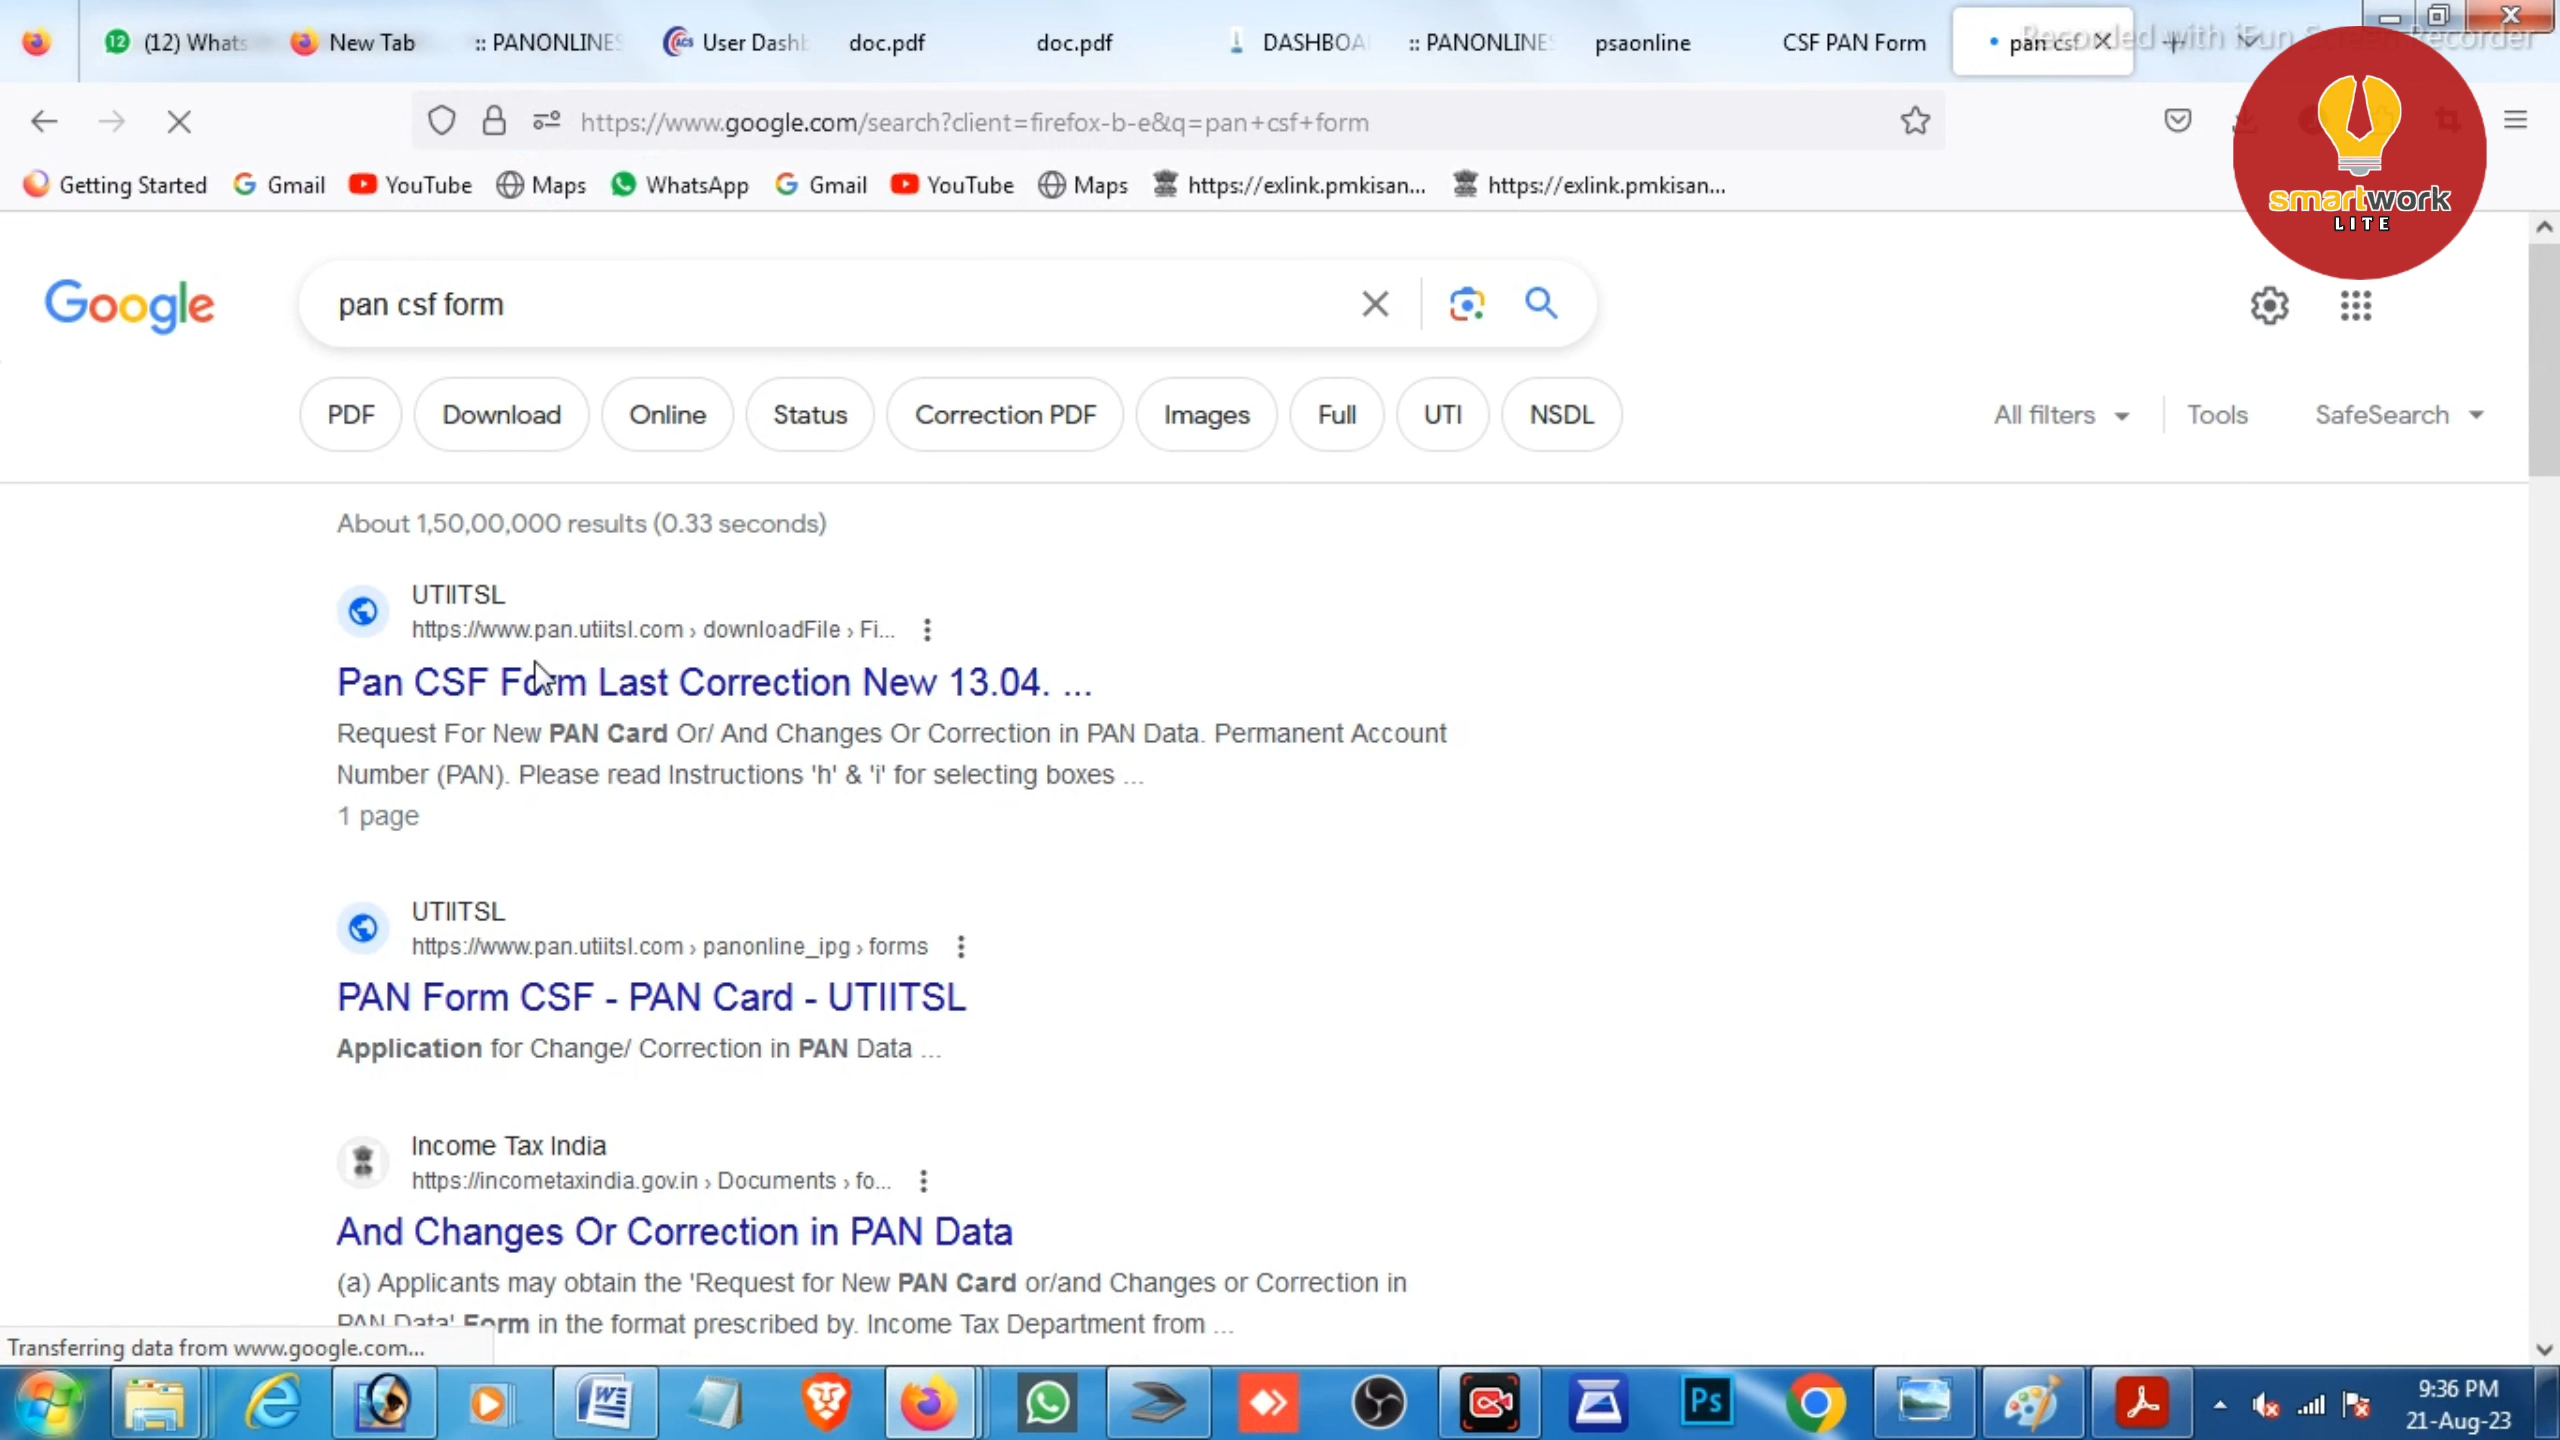 (12) Whats
New Tab
:: PANONLINES
User Dashb
doc.pdf
doc.pdf
DASHBOA
:: PANONLINES
psaonline
CSF PAN Form
pan csf
Recorded with iFun Screen Recorder
https://www.google.com/search?client=firefox-b-e&q=pan+csf+form
Getting Started
Gmail
YouTube
Maps
WhatsApp
Gmail
YouTube
Maps
https://exlink.pmkisan...
https://exlink.pmkisan...
smartwork
LITE
Google
pan csf form
PDF
Download
Online
Status
Correction PDF
Images
Full
UTI
NSDL
All filters
Tools
SafeSearch
About 1,50,00,000 results (0.33 seconds)
UTIITSL
https://www.pan.utiitsl.com › downloadFile › Fi...
Pan CSF Form Last Correction New 13.04. ...
Request For New PAN Card Or/ And Changes Or Correction in PAN Data. Permanent Account
Number (PAN). Please read Instructions 'h' & 'i' for selecting boxes ...
1 page
UTIITSL
https://www.pan.utiitsl.com › panonline_ipg › forms
PAN Form CSF - PAN Card - UTIITSL
Application for Change/ Correction in PAN Data ...
Income Tax India
https://incometaxindia.gov.in › Documents › fo...
And Changes Or Correction in PAN Data
(a) Applicants may obtain the 'Request for New PAN Card or/and Changes or Correction in
PAN Data' Form in the format prescribed by. Income Tax Department from ...
Transferring data from www.google.com...
Ps
9:36 PM
21-Aug-23